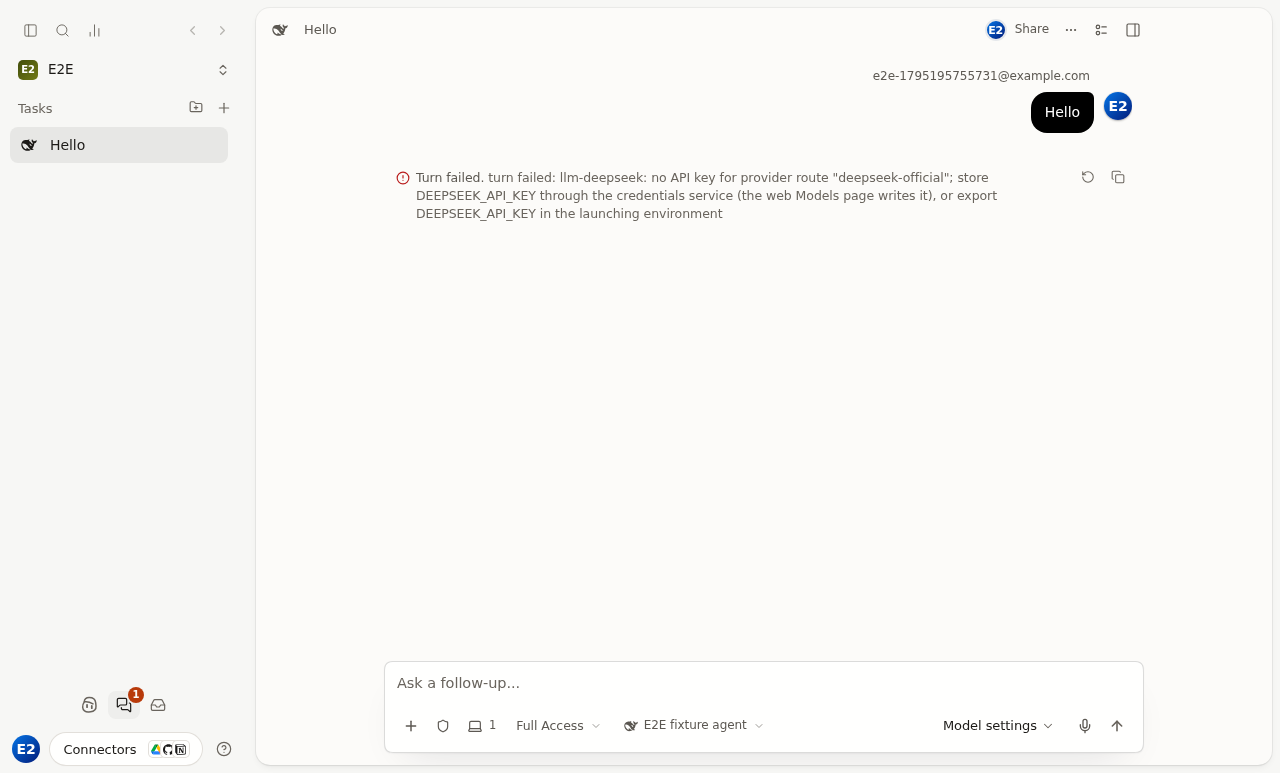 Hello
E2 Share
E2 E2E
e2e-1795195755731@example.com
Hello E2
Tasks
Hello
Turn failed. turn failed: llm-deepseek: no API key for provider route "deepseek-official"; store
DEEPSEEK_API_KEY through the credentials service (the web Models page writes it), or export
DEEPSEEK_API_KEY in the launching environment
Ask a follow-up...
1
1 Full Access E2E fixture agent Model settings
E2 Connectors